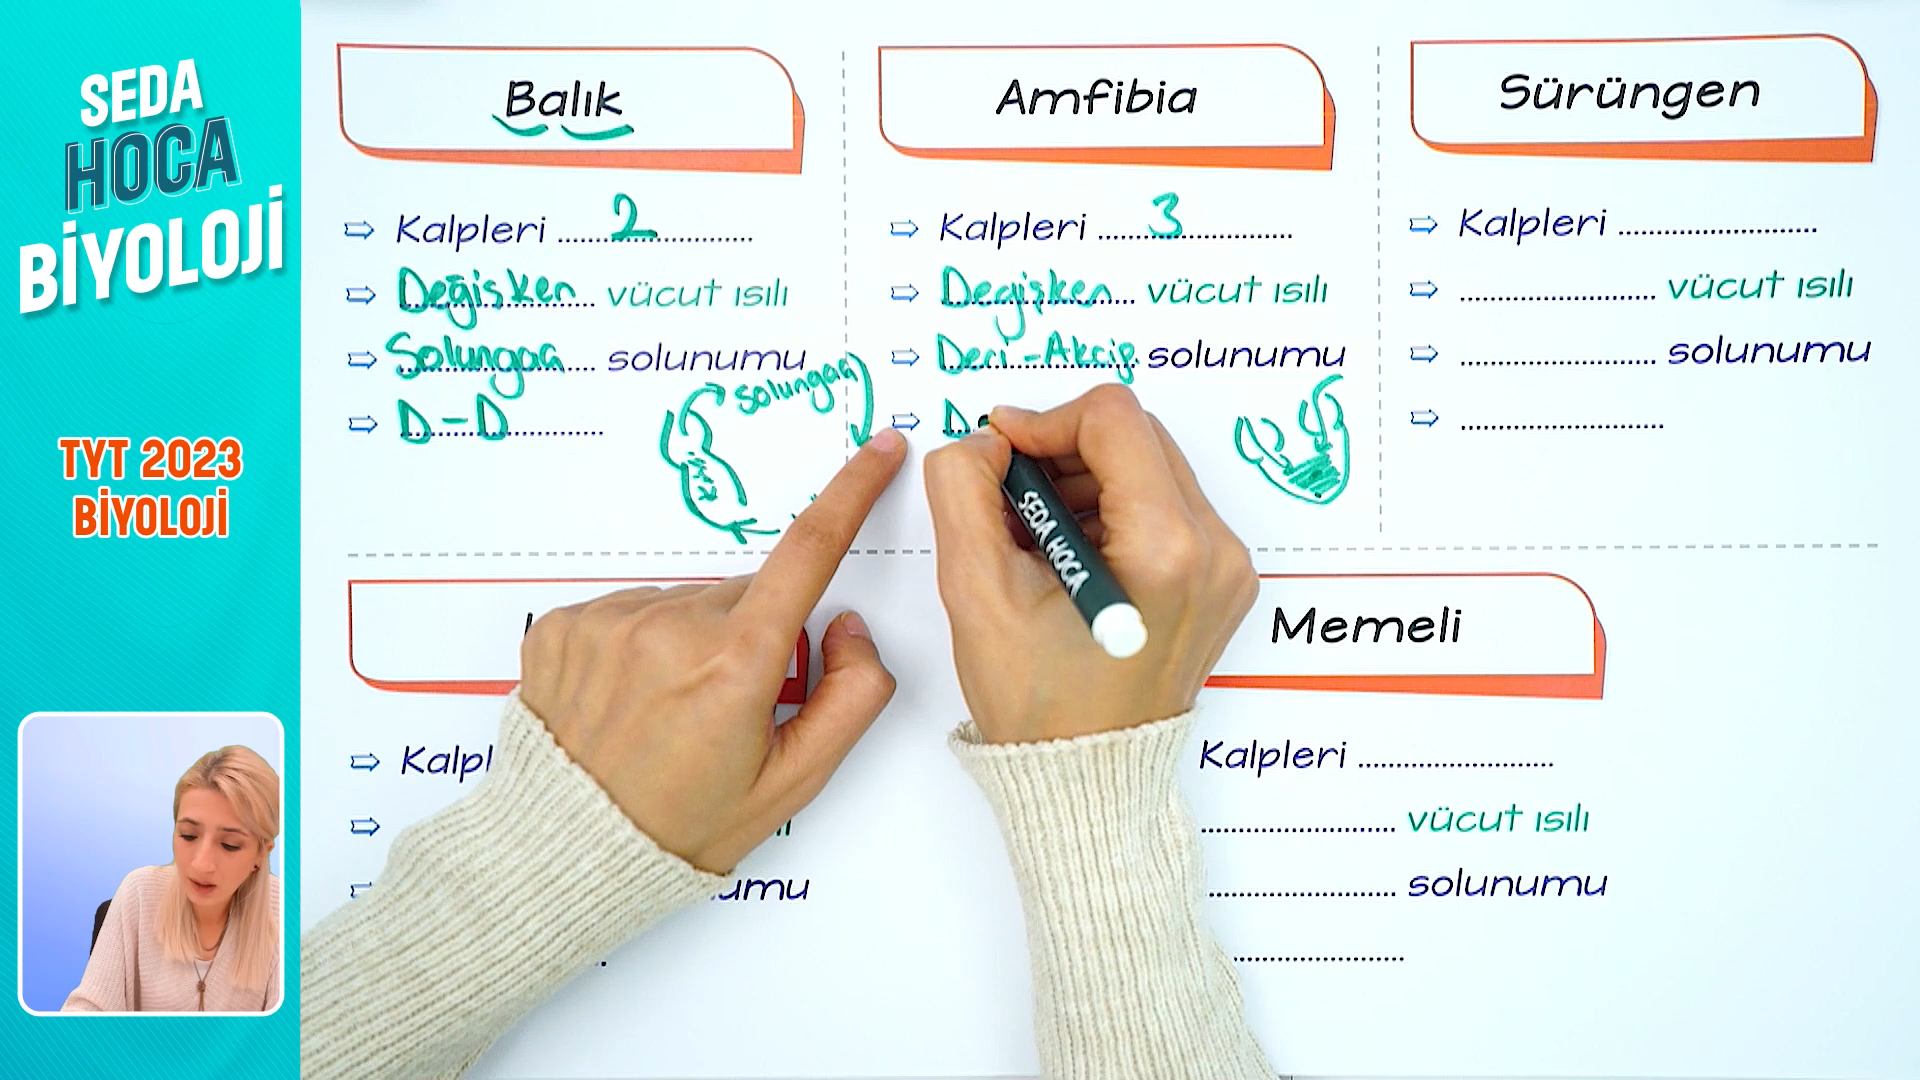 SEDA
HOCA
BİYOLOJİ
TYT 2023
BİYOLOJİ
Balık
Kalpleri 2
Değişken vücut ısılı
Solungaç solunumu
D-D
solungaç
Amfibia
Kalpleri 3
Değişken vücut ısılı
Deri-Akciğ. solunumu
SEDA HOCA
Sürüngen
Kalpleri
vücut ısılı
solunumu
Memeli
Kalpleri
vücut ısılı
solunumu